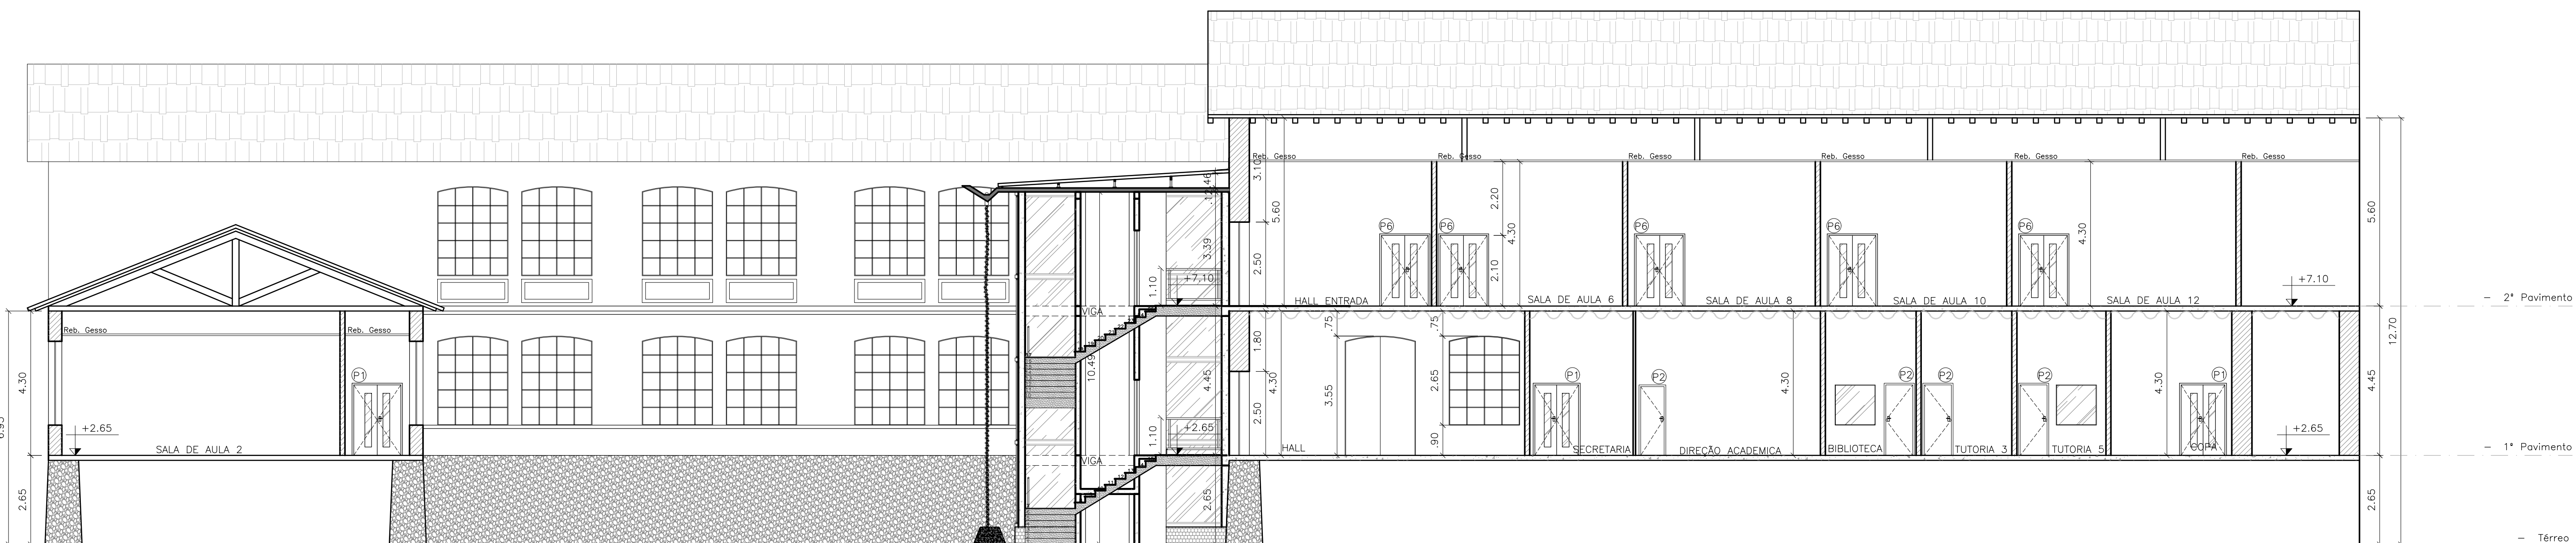 Reb. Gesso
Reb. Gesso
Reb. Gesso
Reb. Gesso
Reb. Gesso
Reb. Gesso
3.10
12.46
5.60
2.20
4.30
4.30
5.60
P6
P6
P6
P6
P6
3.39
2.50
2.10
1.10
+7,10
+7.10
HALL ENTRADA
SALA DE AULA 6
SALA DE AULA 8
SALA DE AULA 10
SALA DE AULA 12
- 2ª Pavimento
VIGA
Reb. Gesso
Reb. Gesso
.75
.75
1.80
12.70
4.30
P1
10.49
4.45
4.30
3.55
2.65
4.30
4.30
4.45
P1
P2
P2
P2
P2
P1
2.50
1.10
.90
+2.65
+2.65
+2.65
SALA DE AULA 2
HALL
SECRETARIA
DIREÇÃO ACADEMICA
BIBLIOTECA
TUTORIA 3
TUTORIA 5
COPA
- 1ª Pavimento
VIGA
6.95
2.65
2.65
2.65
- Térreo